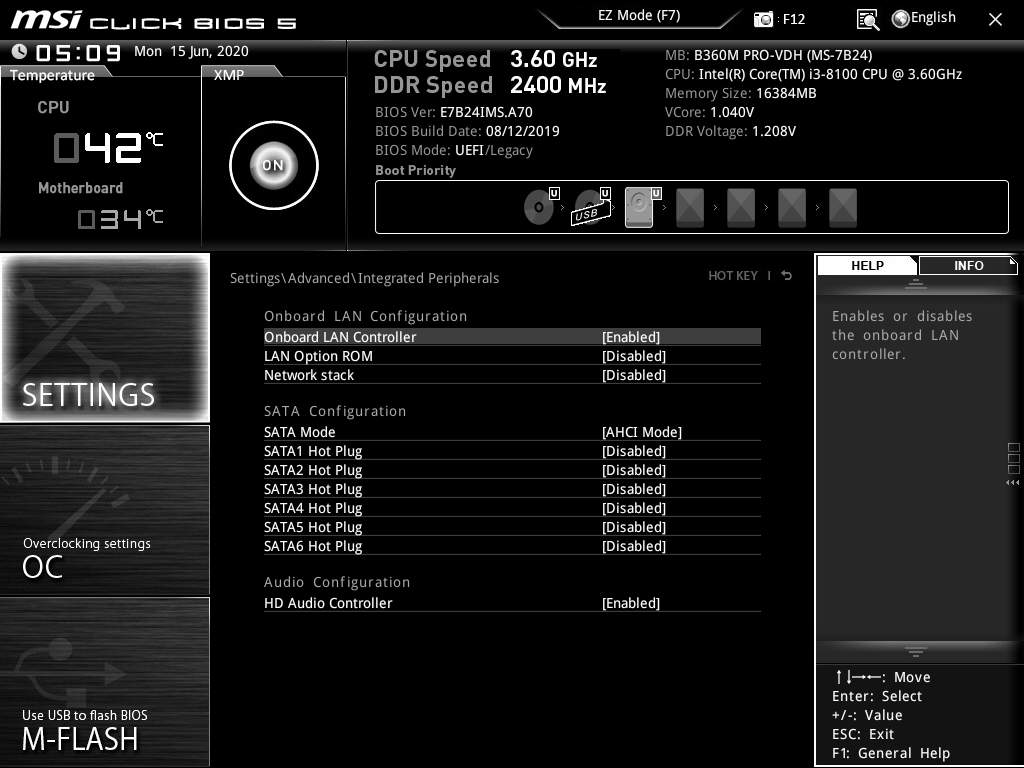 msi CLICK BIOS 5
EZ Mode (F7)
: F12
English
05:09 Mon 15 Jun, 2020
Temperature
CPU
042°C
Motherboard
034°C
XMP
ON
CPU Speed 3.60 GHz
DDR Speed 2400 MHz
BIOS Ver: E7B24IMS.A70
BIOS Build Date: 08/12/2019
BIOS Mode: UEFI/Legacy
Boot Priority
MB: B360M PRO-VDH (MS-7B24)
CPU: Intel(R) Core(TM) i3-8100 CPU @ 3.60GHz
Memory Size: 16384MB
VCore: 1.040V
DDR Voltage: 1.208V
U U U
USB
SETTINGS
Overclocking settings
OC
Use USB to flash BIOS
M-FLASH
Settings\Advanced\Integrated Peripherals
HOT KEY |
Onboard LAN Configuration
Onboard LAN Controller [Enabled]
LAN Option ROM [Disabled]
Network stack [Disabled]
SATA Configuration
SATA Mode [AHCI Mode]
SATA1 Hot Plug [Disabled]
SATA2 Hot Plug [Disabled]
SATA3 Hot Plug [Disabled]
SATA4 Hot Plug [Disabled]
SATA5 Hot Plug [Disabled]
SATA6 Hot Plug [Disabled]
Audio Configuration
HD Audio Controller [Enabled]
HELP INFO
Enables or disables
the onboard LAN
controller.
↑↓→←: Move
Enter: Select
+/-: Value
ESC: Exit
F1: General Help